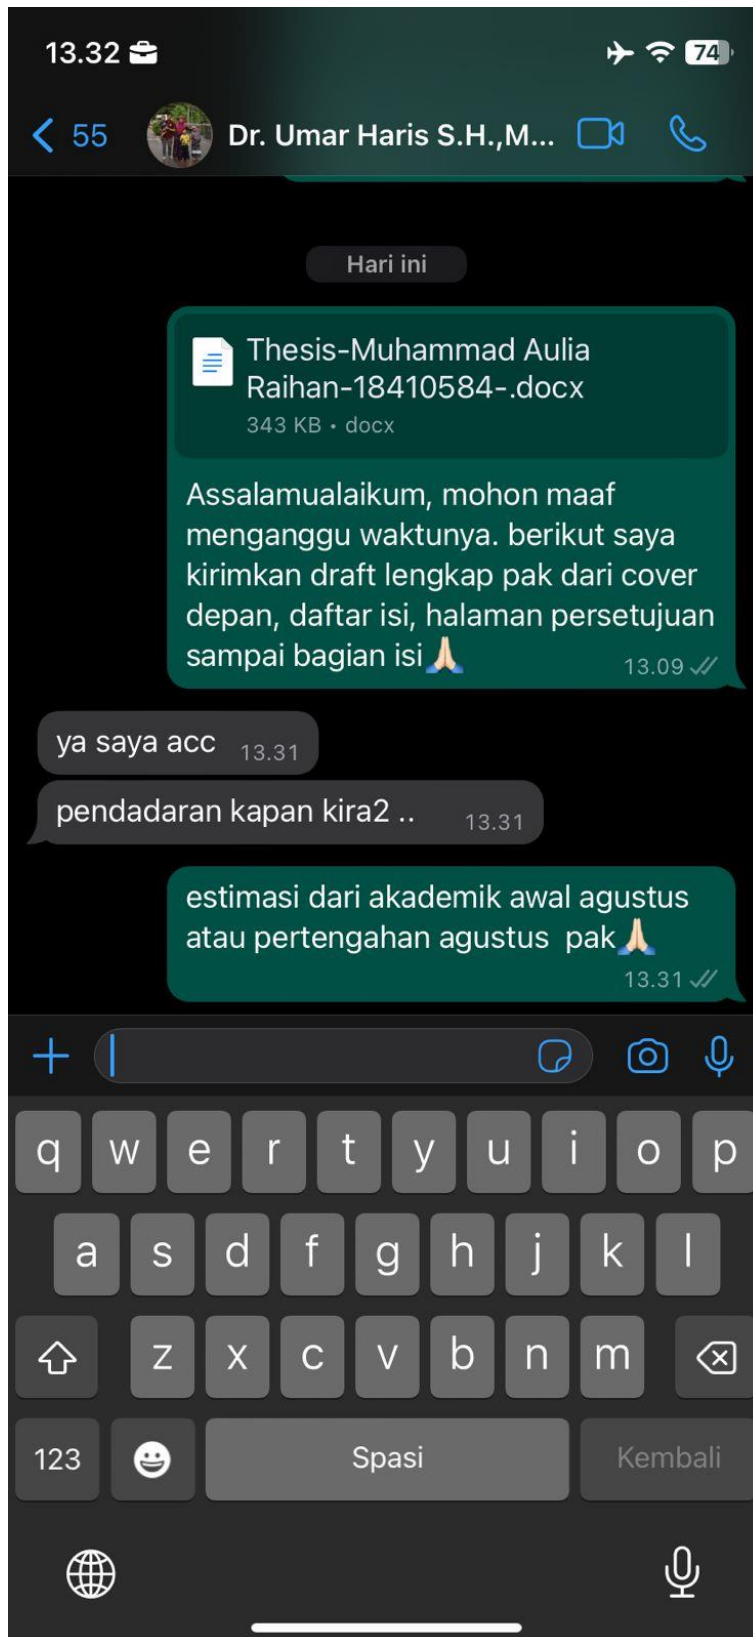 13.32
74
55
Dr. Umar Haris S.H.,M...
Hari ini
Thesis-Muhammad Aulia
Raihan-18410584-.docx
343 KB • docx
Assalamualaikum, mohon maaf
menganggu waktunya. berikut saya
kirimkan draft lengkap pak dari cover
depan, daftar isi, halaman persetujuan
sampai bagian isi🙏🏻
13.09
ya saya acc 13.31
pendadaran kapan kira2 .. 13.31
estimasi dari akademik awal agustus
atau pertengahan agustus  pak🙏🏻
13.31
q w e r t y u i o p
a s d f g h j k l
z x c v b n m
123 Spasi Kembali